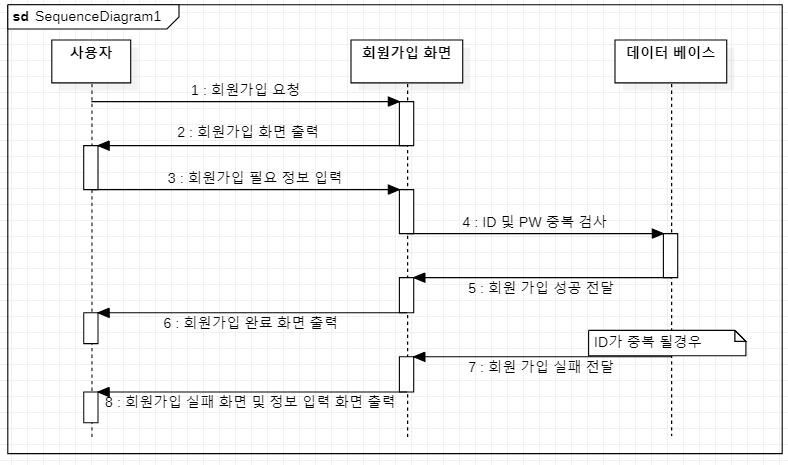 sd SequenceDiagram1
사용자
회원가입 화면
데이터 베이스
1 : 회원가입 요청
2 : 회원가입 화면 출력
3 : 회원가입 필요 정보 입력
4 : ID 및 PW 중복 검사
5 : 회원 가입 성공 전달
6 : 회원가입 완료 화면 출력
ID가 중복 될경우
7 : 회원 가입 실패 전달
8 : 회원가입 실패 화면 및 정보 입력 화면 출력